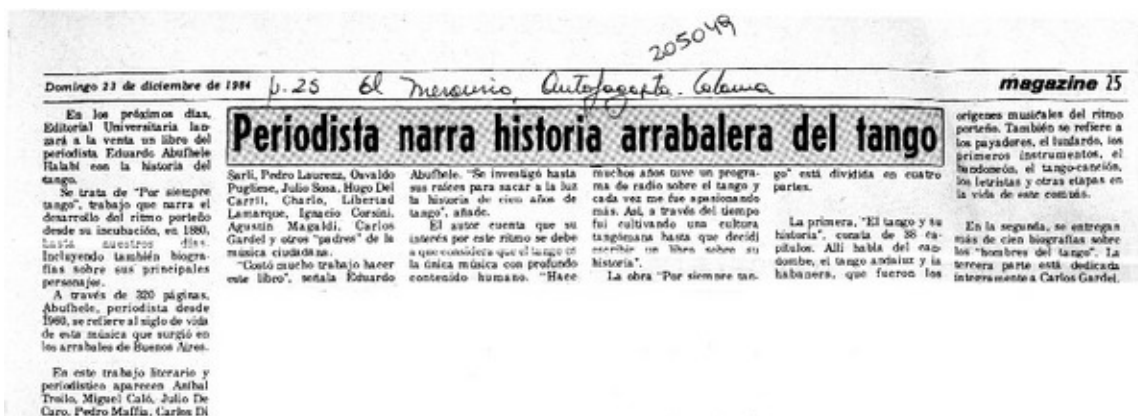 205049
Domingo 23 de diciembre de 1984
p. 25 El Mercurio, Antofagasta-Calama
magazine 25
Periodista narra historia arrabalera del tango
En los próximos días,
Editorial Universitaria lan-
zará a la venta un libro del
periodista Eduardo Abufhele
Halabí con la historia del
tango.
Se trata de "Por siempre
tango", trabajo que narra el
desarrollo del ritmo porteño
desde su incubación, en 1880,
hasta nuestros días.
Incluyendo también biogra-
fías sobre sus principales
personajes.
A través de 320 páginas,
Abufhele, periodista desde
1960, se refiere al siglo de vida
de esta música que surgió en
los arrabales de Buenos Aires.
En este trabajo literario y
periodístico aparecen Aníbal
Troilo, Miguel Caló, Julio De
Caro, Pedro Maffia, Carlos Di
Sarli, Pedro Laurenz, Osvaldo
Pugliese, Julio Sosa, Hugo Del
Carril, Charlo, Libertad
Lamarque, Ignacio Corsini,
Agustín Magaldi, Carlos
Gardel y otros "padres" de la
música ciudadana.
"Costó mucho trabajo hacer
este libro", señala Eduardo
Abufhele. "Se investigó hasta
sus raíces para sacar a la luz
la historia de cien años de
tango", añade.
El autor cuenta que su
interés por este ritmo se debe
a que considera que el tango es
la única música con profundo
contenido humano. "Hace
muchos años tuve un progra-
ma de radio sobre el tango y
cada vez me fue apasionando
más. Así, a través del tiempo
fui cultivando una cultura
tangómana hasta que decidí
escribir un libro sobre su
historia".
La obra "Por siempre tan-
go" está dividida en cuatro
partes.
La primera, "El tango y su
historia", consta de 38 ca-
pítulos. Allí habla del can-
dombe, el tango andaluz y la
habanera, que fueron los
orígenes musicales del ritmo
porteño. También se refiere a
los payadores, el lunfardo, los
primeros instrumentos, el
bandoneón, el tango-canción,
los letristas y otras etapas en
la vida de este compás.
En la segunda, se entregan
más de cien biografías sobre
los "hombres del tango". La
tercera parte está dedicada
íntegramente a Carlos Gardel.